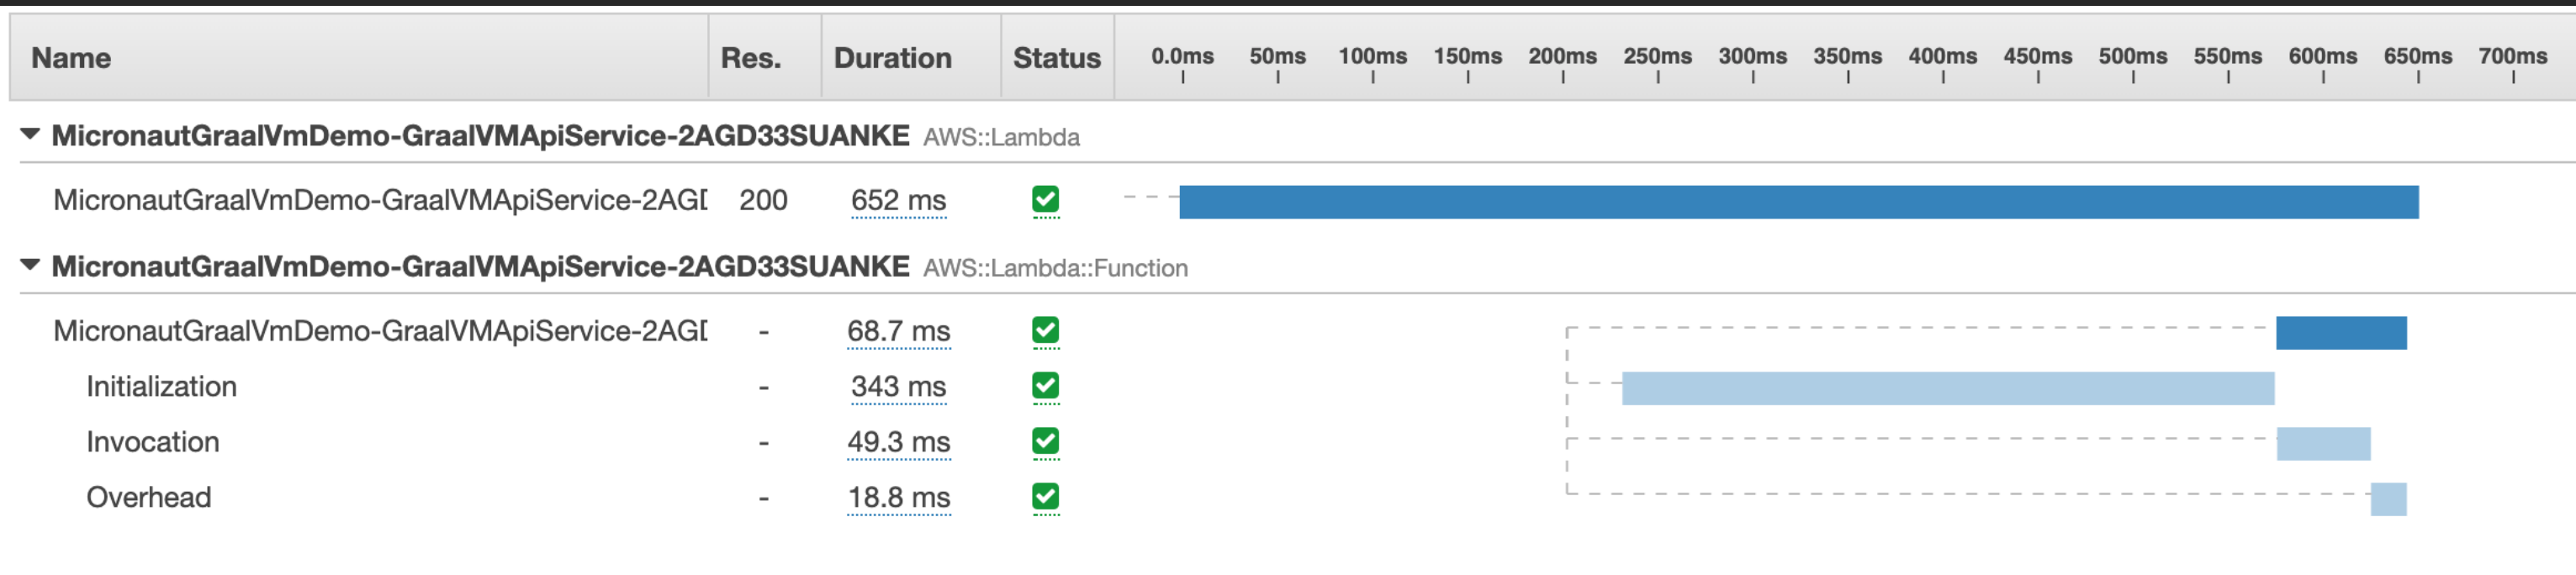 Name Res. Duration Status 0.0ms 50ms 100ms 150ms 200ms 250ms 300ms 350ms 400ms 450ms 500ms 550ms 600ms 650ms 700ms
MicronautGraalVmDemo-GraalVMApiService-2AGD33SUANKE AWS::Lambda
MicronautGraalVmDemo-GraalVMApiService-2AGD 200 652 ms
MicronautGraalVmDemo-GraalVMApiService-2AGD33SUANKE AWS::Lambda::Function
MicronautGraalVmDemo-GraalVMApiService-2AGD - 68.7 ms
Initialization - 343 ms
Invocation - 49.3 ms
Overhead - 18.8 ms